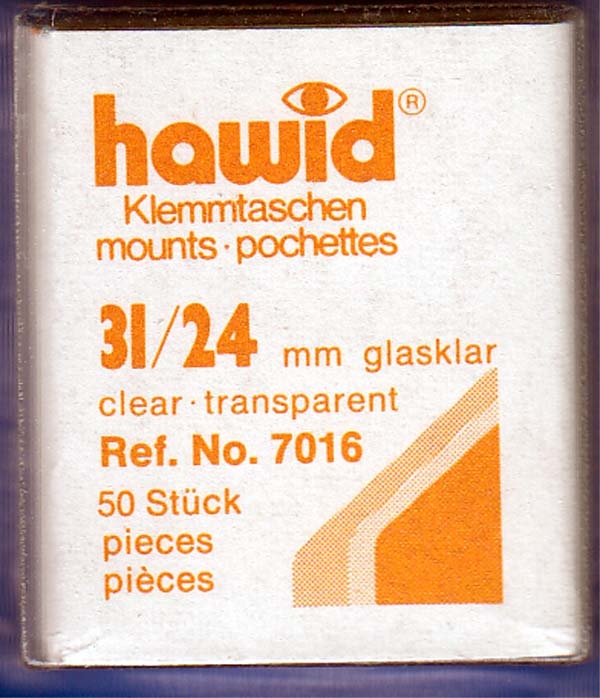 hawid®
Klemmtaschen
mounts · pochettes
31/24 mm glasklar
clear · transparent
Ref. No. 7016
50 Stück
pieces
pièces